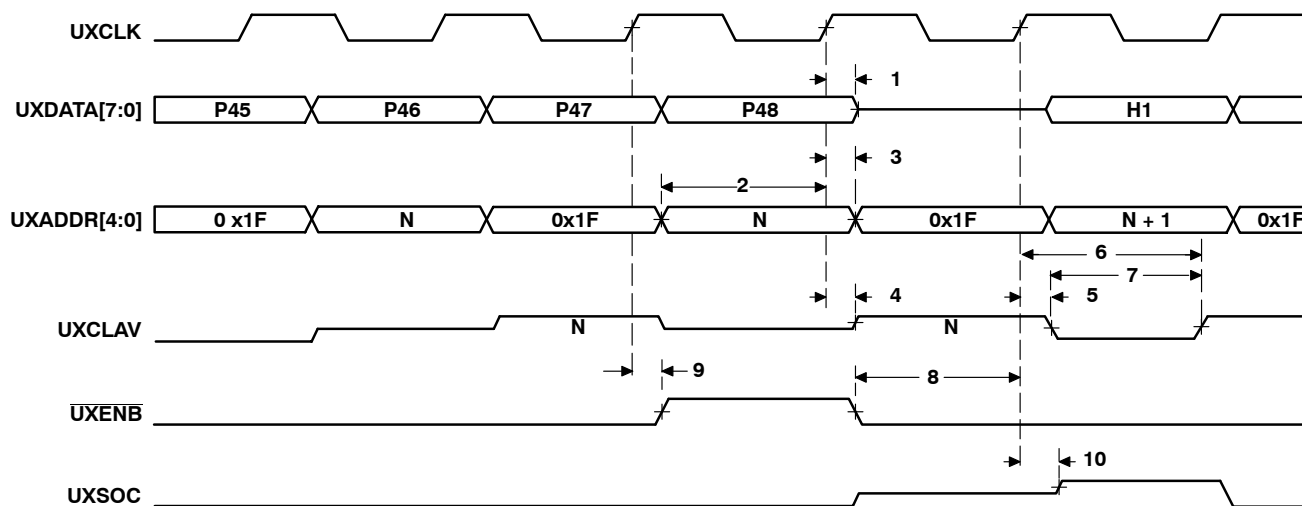 UXCLK
1
UXDATA[7:0] P45 P46 P47 P48 H1
3
2
UXADDR[4:0] 0 x1F N 0x1F N 0x1F N + 1 0x1F
6
7
4 5
UXCLAV N N
9 8
UXENB
10
UXSOC